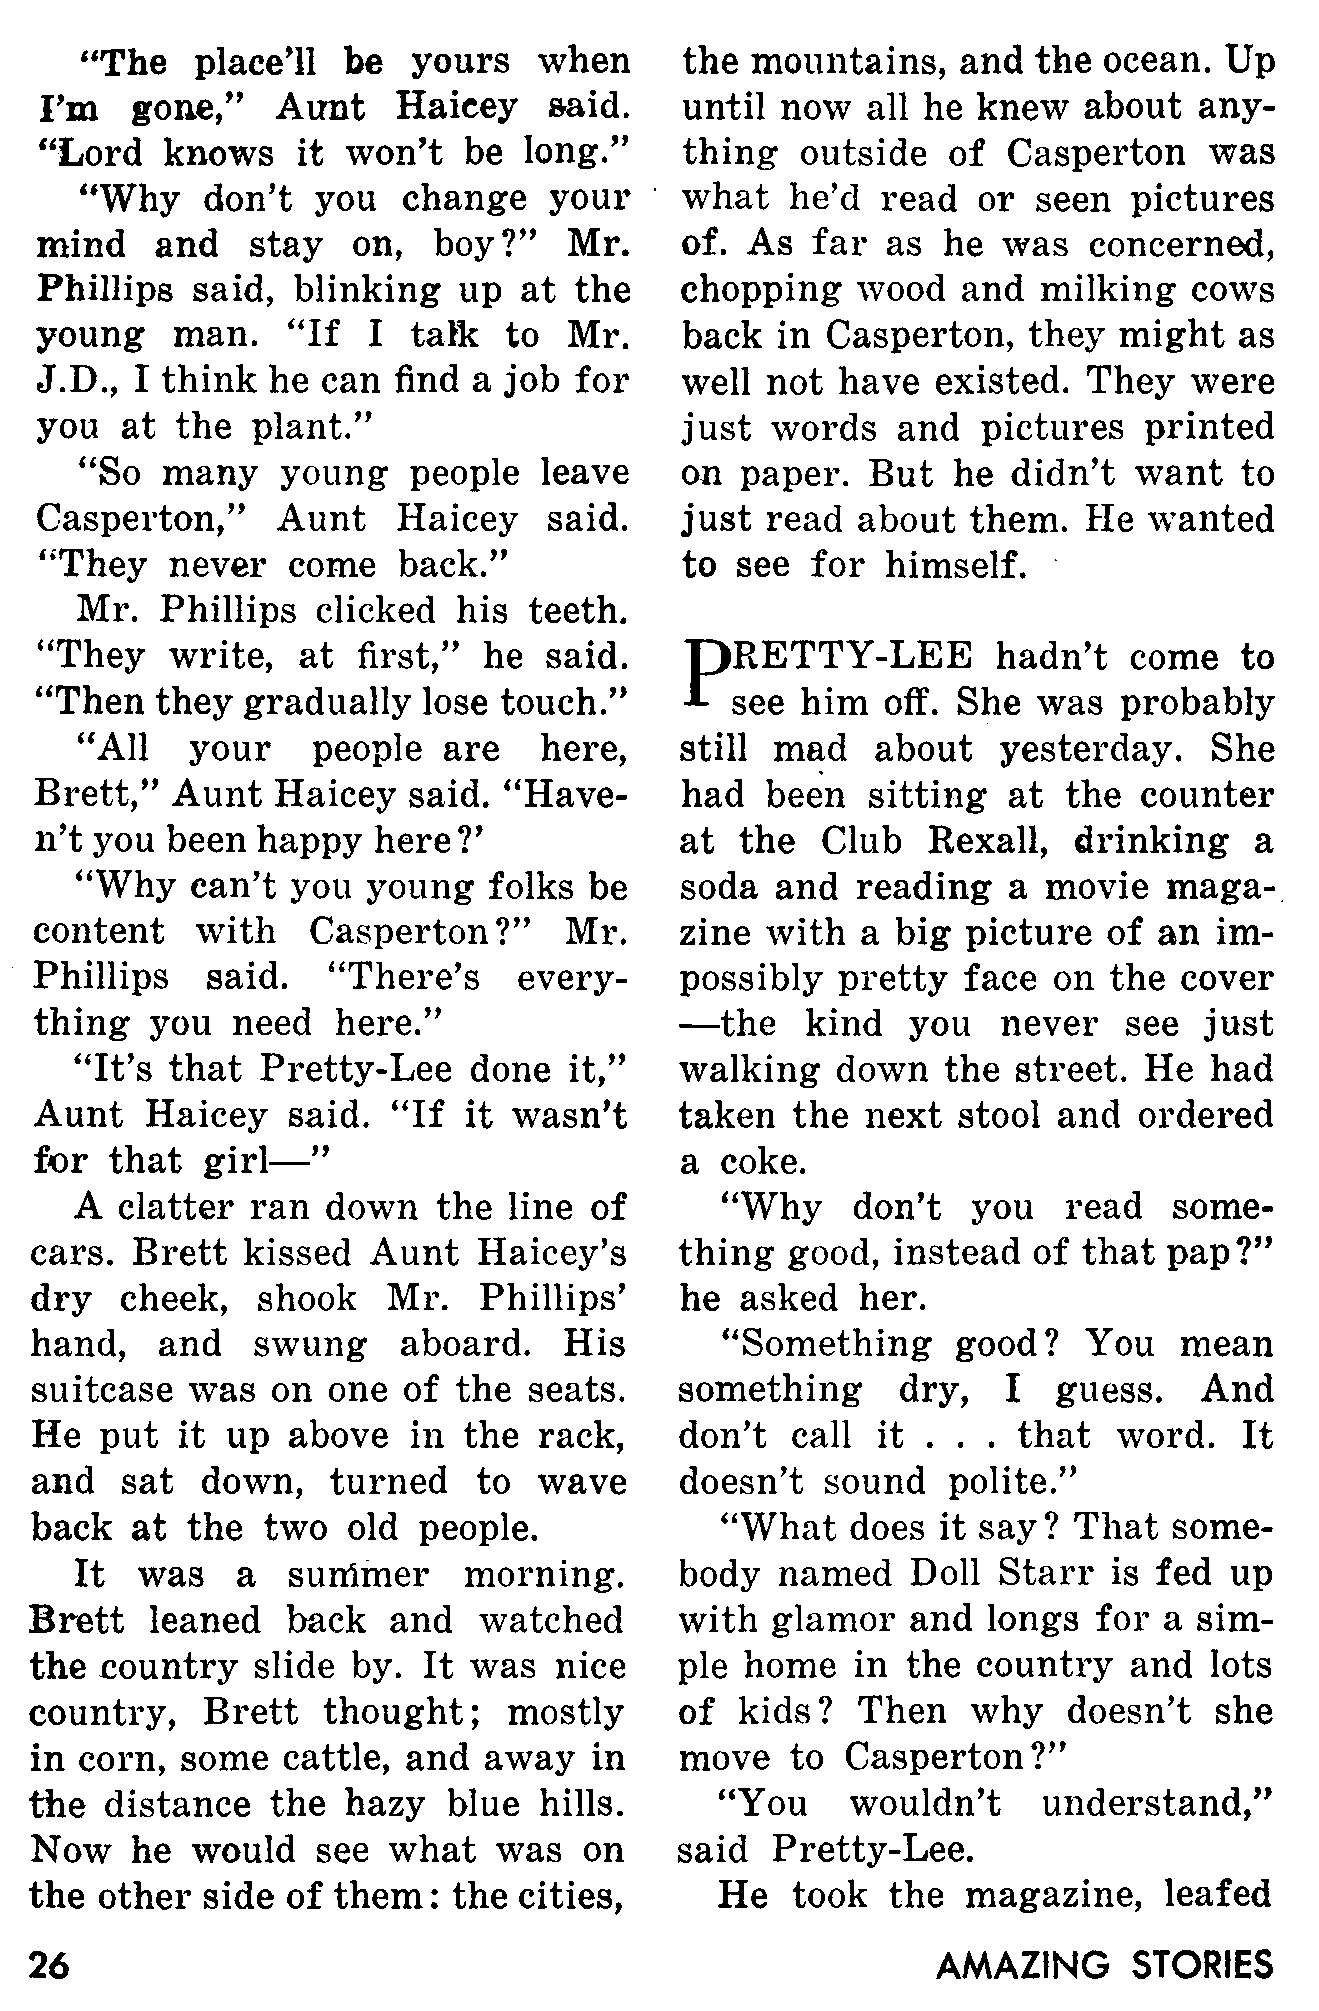 “The place’ll be yours when
I’m gone,” Aunt Haicey said.
“Lord knows it won’t be long.”
“Why don’t you change your
mind and stay on, boy?” Mr.
Phillips said, blinking up at the
young man. “If I talk to Mr.
J.D., I think he can find a job for
you at the plant.”
“So many young people leave
Casperton,” Aunt Haicey said.
“They never come back.”
Mr. Phillips clicked his teeth.
“They write, at first,” he said.
“Then they gradually lose touch.”
“All your people are here,
Brett,” Aunt Haicey said. “Have-
n’t you been happy here?’
“Why can’t you young folks be
content with Casperton?” Mr.
Phillips said. “There’s every-
thing you need here.”
“It’s that Pretty-Lee done it,”
Aunt Haicey said. “If it wasn’t
for that girl—”
A clatter ran down the line of
cars. Brett kissed Aunt Haicey’s
dry cheek, shook Mr. Phillips’
hand, and swung aboard. His
suitcase was on one of the seats.
He put it up above in the rack,
and sat down, turned to wave
back at the two old people.
It was a summer morning.
Brett leaned back and watched
the country slide by. It was nice
country, Brett thought; mostly
in corn, some cattle, and away in
the distance the hazy blue hills.
Now he would see what was on
the other side of them: the cities,
the mountains, and the ocean. Up
until now all he knew about any-
thing outside of Casperton was
what he’d read or seen pictures
of. As far as he was concerned,
chopping wood and milking cows
back in Casperton, they might as
well not have existed. They were
just words and pictures printed
on paper. But he didn’t want to
just read about them. He wanted
to see for himself.
PRETTY-LEE hadn’t come to
see him off. She was probably
still mad about yesterday. She
had been sitting at the counter
at the Club Rexall, drinking a
soda and reading a movie maga-
zine with a big picture of an im-
possibly pretty face on the cover
—the kind you never see just
walking down the street. He had
taken the next stool and ordered
a coke.
“Why don’t you read some-
thing good, instead of that pap?”
he asked her.
“Something good? You mean
something dry, I guess. And
don’t call it . . . that word. It
doesn’t sound polite.”
“What does it say? That some-
body named Doll Starr is fed up
with glamor and longs for a sim-
ple home in the country and lots
of kids? Then why doesn’t she
move to Casperton?”
“You wouldn’t understand,”
said Pretty-Lee.
He took the magazine, leafed
26
AMAZING STORIES